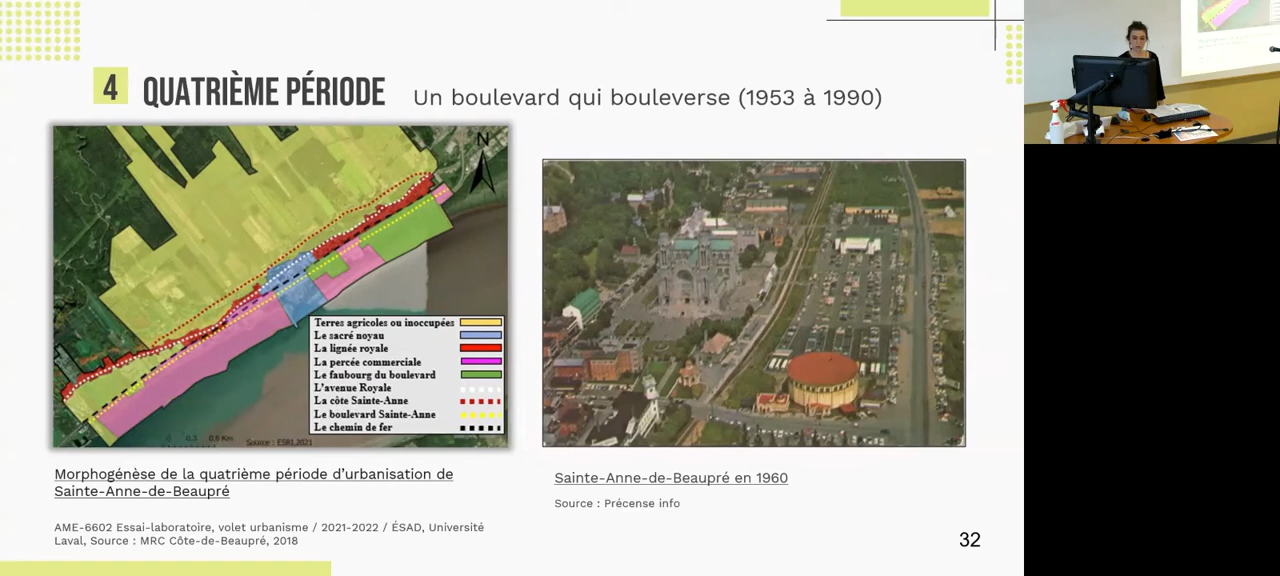 4 QUATRIÈME PÉRIODE Un boulevard qui bouleverse (1953 à 1990)
N
Terres agricoles ou inoccupées
Le sacré noyau
La lignée royale
La percée commerciale
Le faubourg du boulevard
L'avenue Royale
La côte Sainte-Anne
Le boulevard Sainte-Anne
Le chemin de fer
0 0.3 0.6 Km
Source : ESRI, 2021
Morphogénèse de la quatrième période d'urbanisation de
Sainte-Anne-de-Beaupré
AME-6602 Essai-laboratoire, volet urbanisme / 2021-2022 / ÉSAD, Université
Laval, Source : MRC Côte-de-Beaupré, 2018
Sainte-Anne-de-Beaupré en 1960
Source : Précense info
32